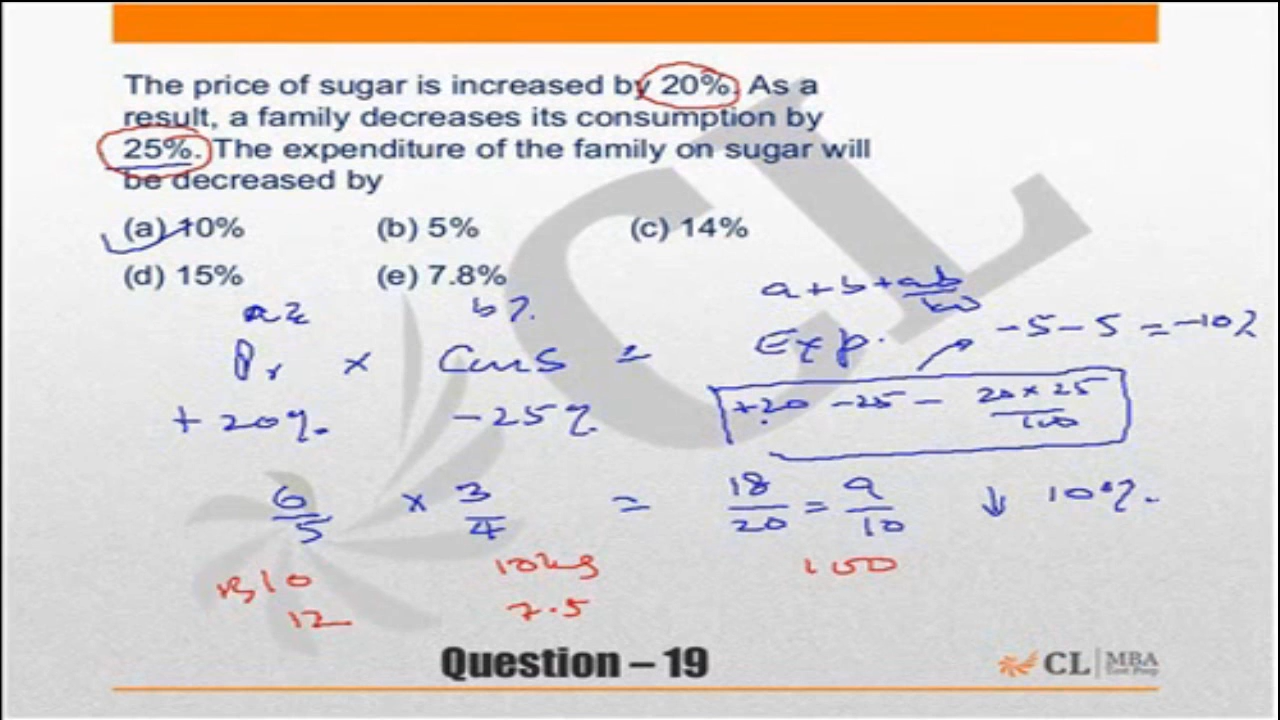 The price of sugar is increased by 20%. As a
result, a family decreases its consumption by
25%. The expenditure of the family on sugar will
be decreased by
(a) 10% (b) 5% (c) 14%
(d) 15% (e) 7.8%
a% b% a + b + ab/100
Pr × Cons = Exp. -5 - 5 = -10%
+20% -25% +20 -25 - 20 × 25/100
6/5 × 3/4 = 18/20 = 9/10 ↓ 10%.
Rs 10 10kg 100
12 7.5
Question – 19
CL MBA
Test Prep
CL